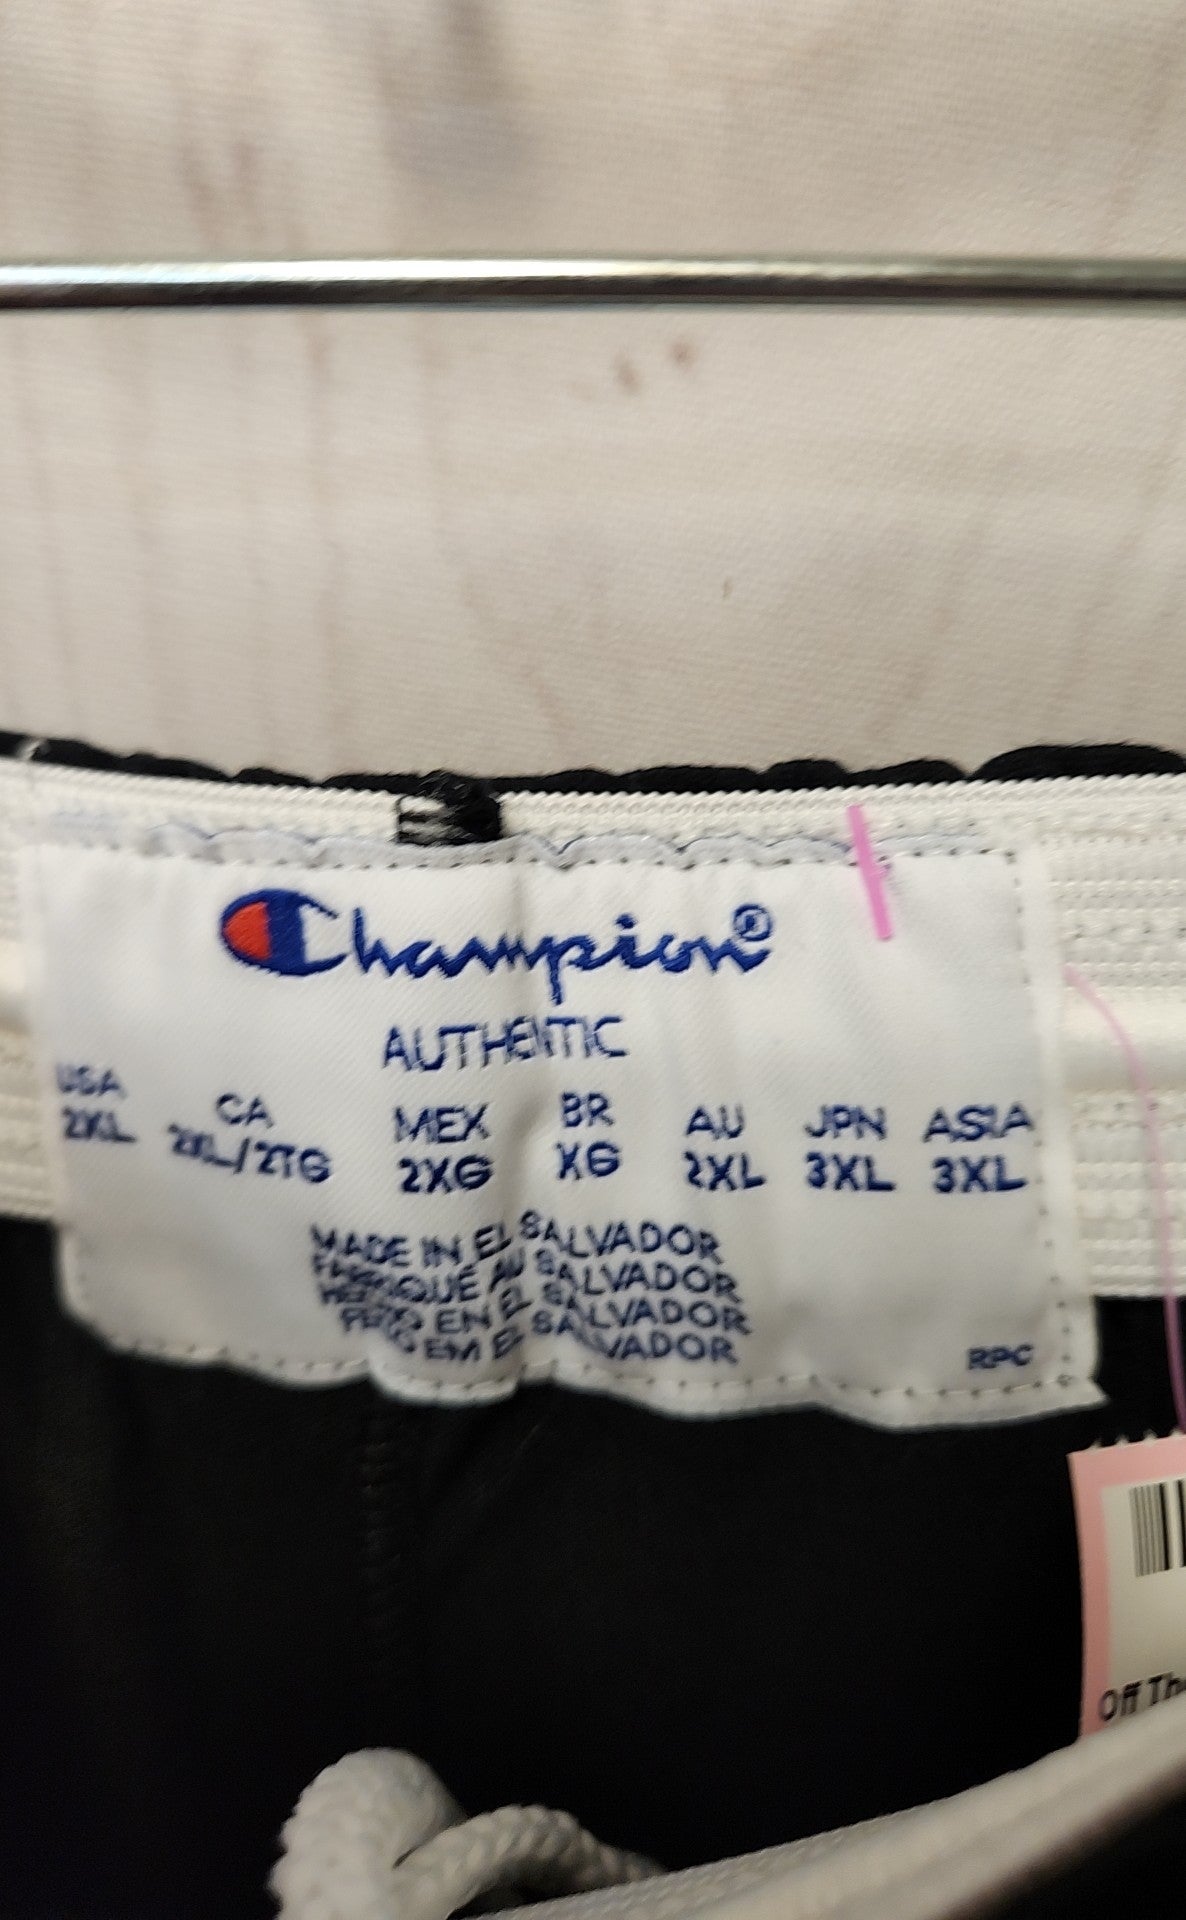 Champion®
AUTHENTIC
USA CA MEX BR AU JPN ASIA
2XL 2XL/2TG 2XG XG 2XL 3XL 3XL
MADE IN EL SALVADOR
FABRIQUÉ AU SALVADOR
HECHO EN EL SALVADOR
FEITO EM EL SALVADOR
RPC
Off